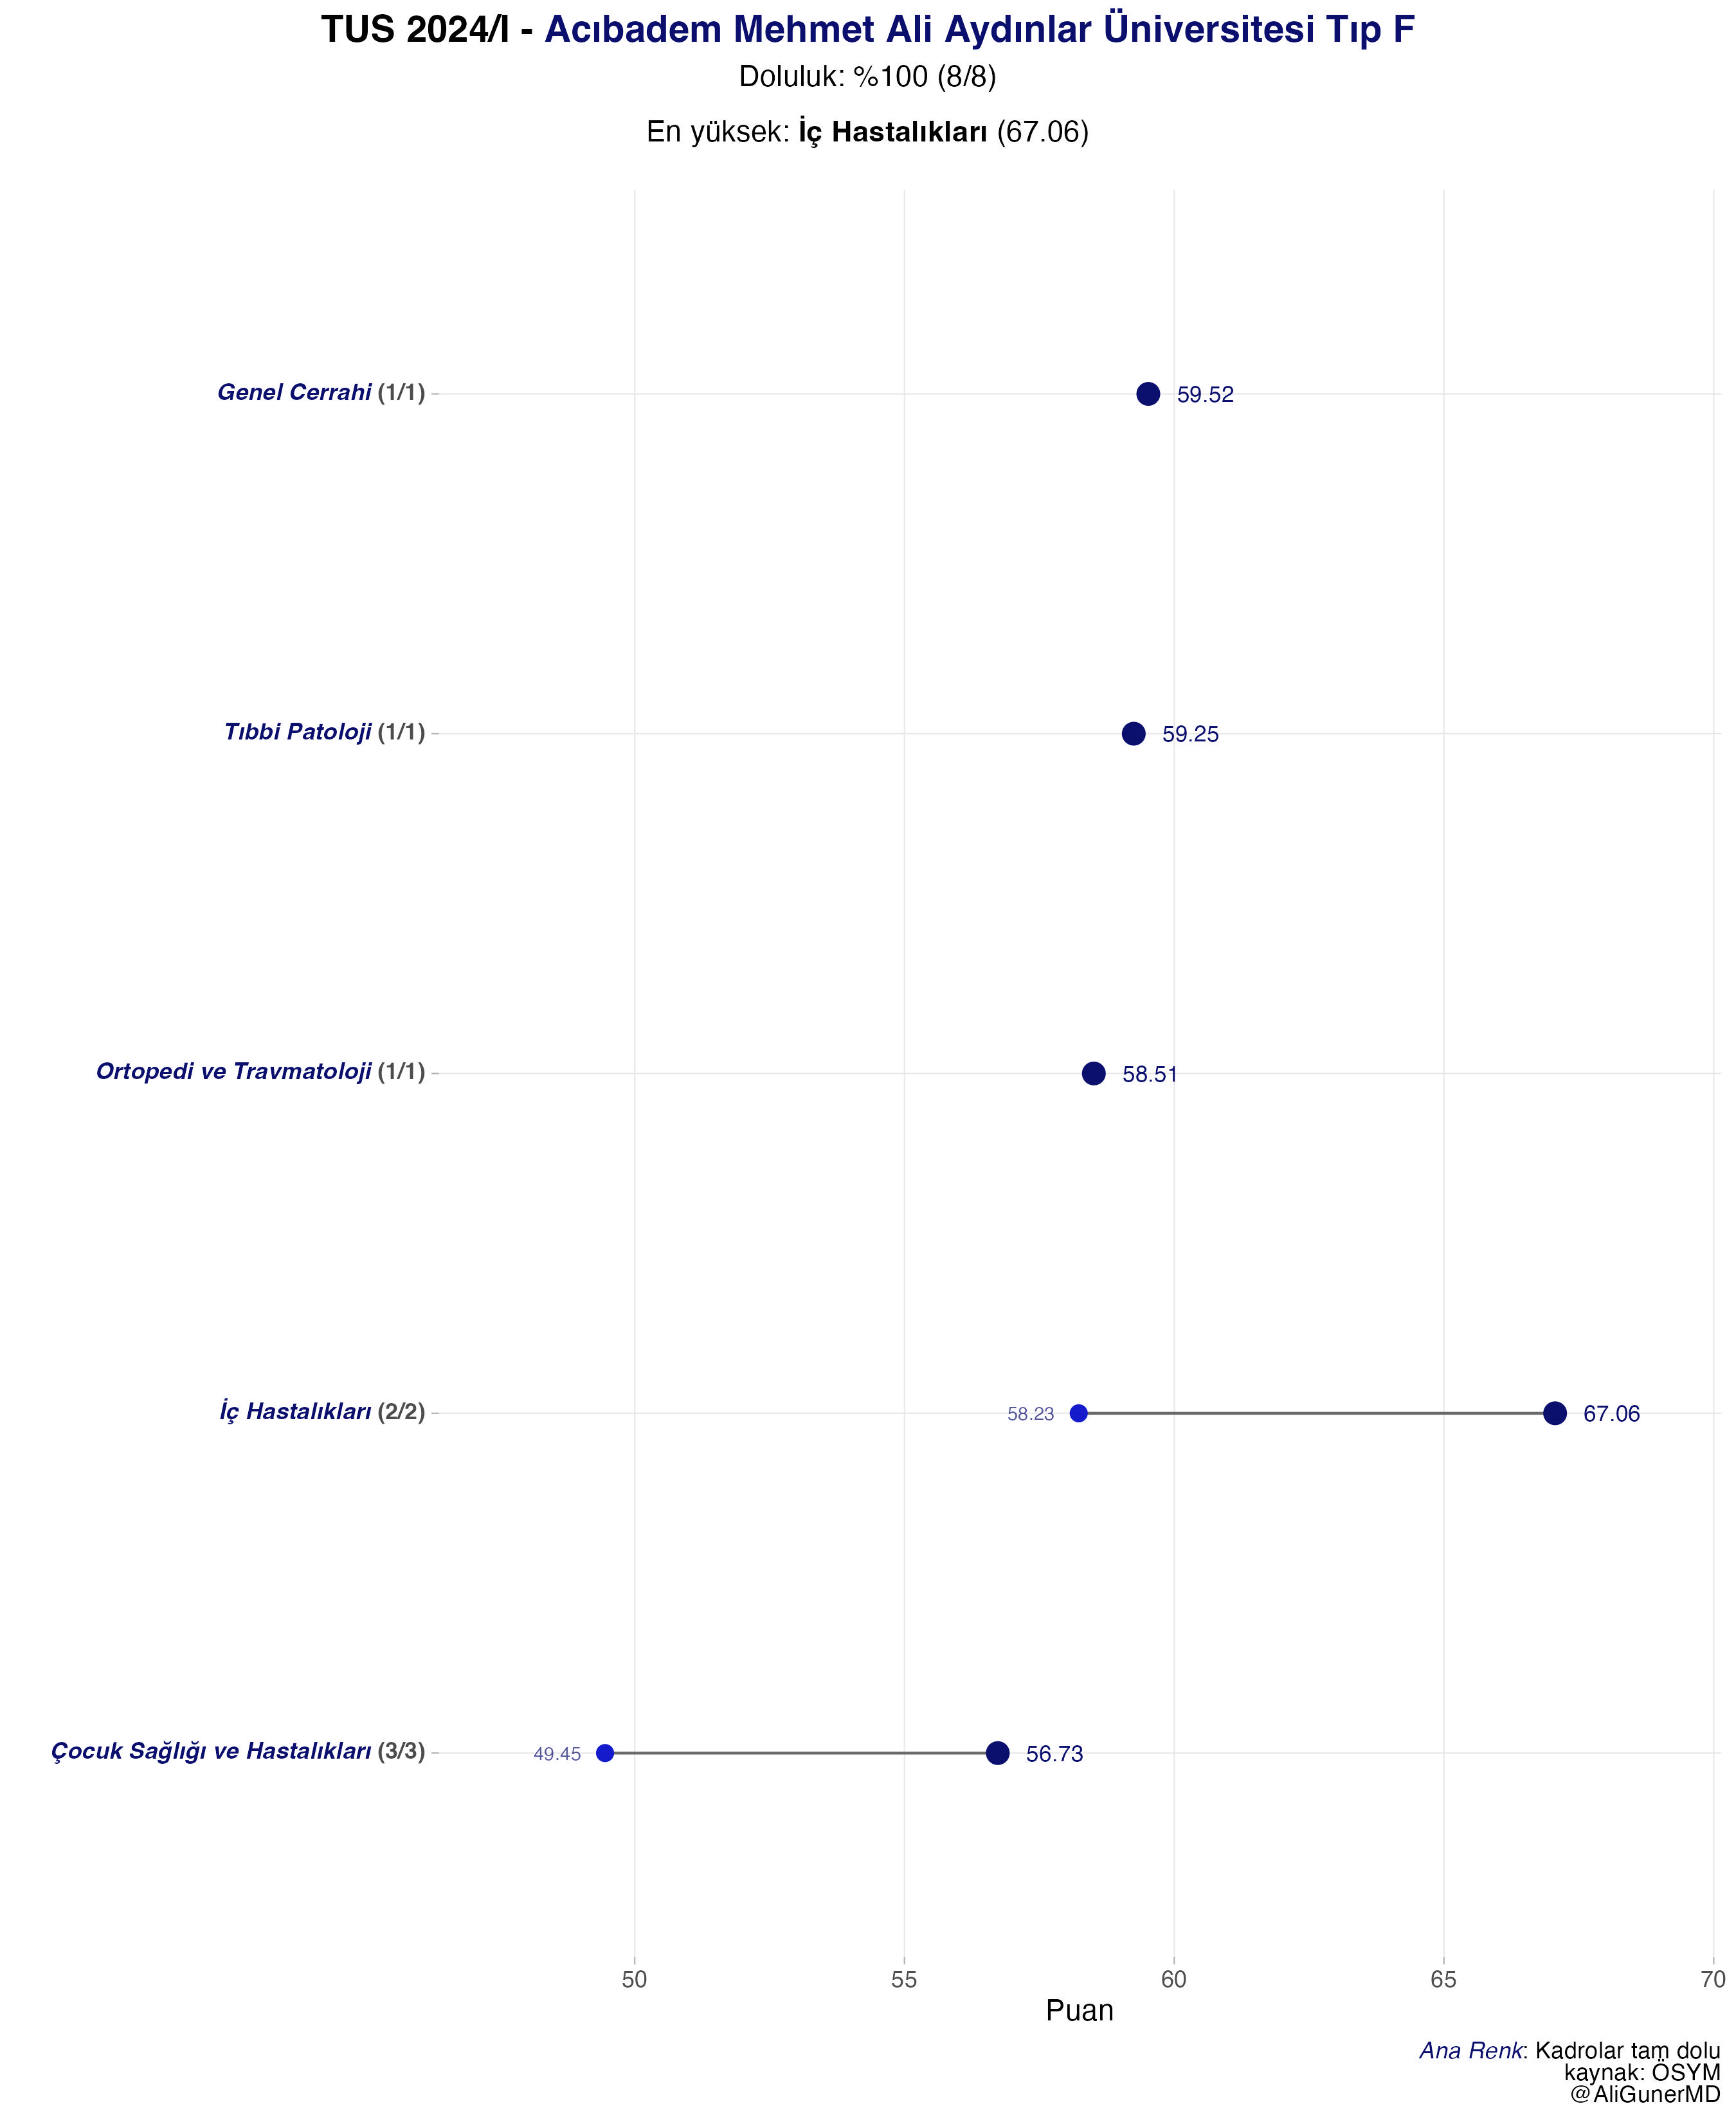 TUS 2024/I - Acıbadem Mehmet Ali Aydınlar Üniversitesi Tıp F
Doluluk: %100 (8/8)
En yüksek: İç Hastalıkları (67.06)
Genel Cerrahi (1/1)
59.52
Tıbbi Patoloji (1/1)
59.25
Ortopedi ve Travmatoloji (1/1)
58.51
İç Hastalıkları (2/2)
58.23
67.06
Çocuk Sağlığı ve Hastalıkları (3/3)
49.45
56.73
50 55 60 65 70
Puan
Ana Renk: Kadrolar tam dolu
kaynak: ÖSYM
@AliGunerMD